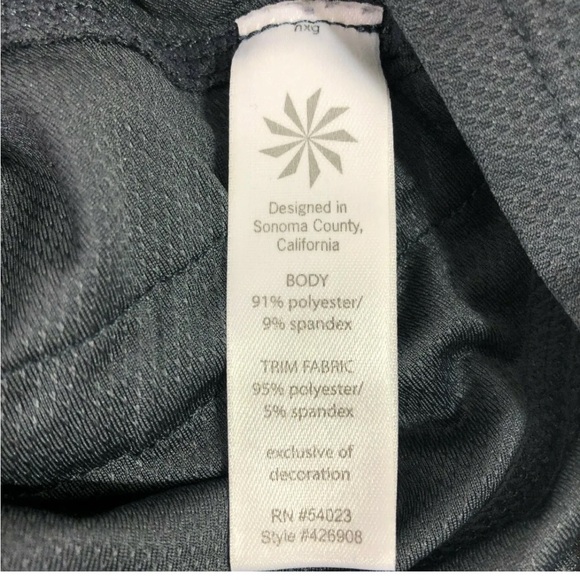 Designed in
Sonoma County,
California
BODY
91% polyester/
9% spandex
TRIM FABRIC
95% polyester/
5% spandex
exclusive of
decoration
RN #54023
Style #426908